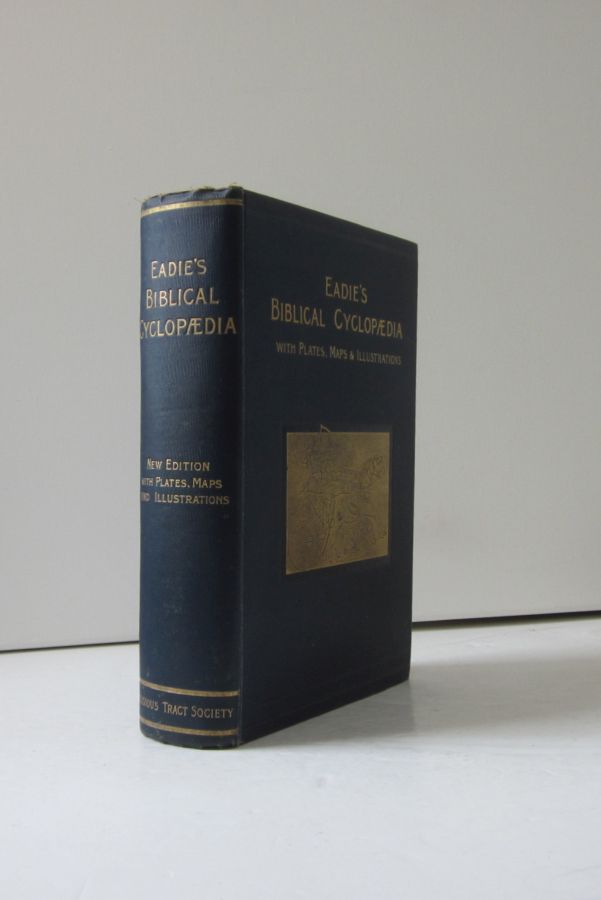 EADIE'S
BIBLICAL
CYCLOPÆDIA
NEW EDITION
WITH PLATES, MAPS
AND ILLUSTRATIONS
TRACT SOCIETY
EADIE'S
BIBLICAL CYCLOPÆDIA
WITH PLATES, MAPS & ILLUSTRATIONS